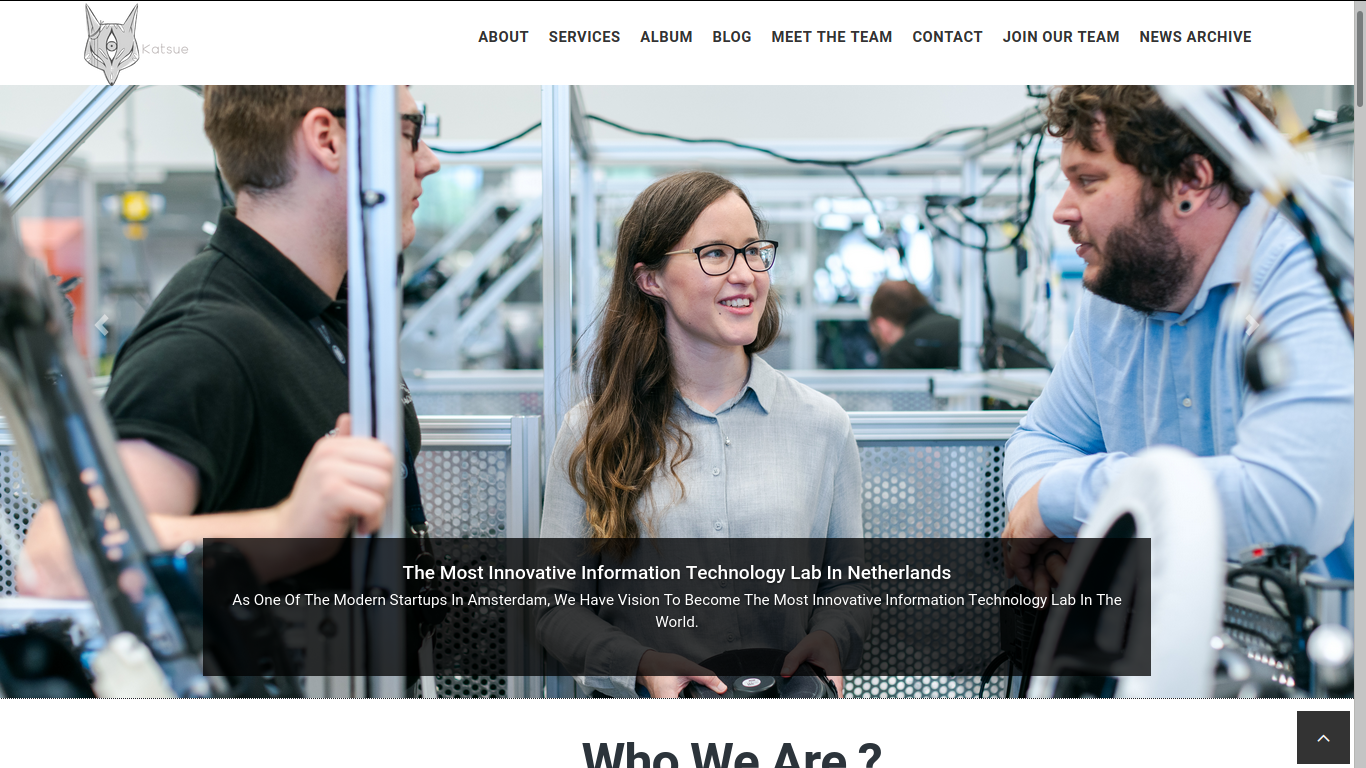 Katsue
ABOUT SERVICES ALBUM BLOG MEET THE TEAM CONTACT JOIN OUR TEAM NEWS ARCHIVE
The Most Innovative Information Technology Lab In Netherlands
As One Of The Modern Startups In Amsterdam, We Have Vision To Become The Most Innovative Information Technology Lab In The
World.
Who We Are ?